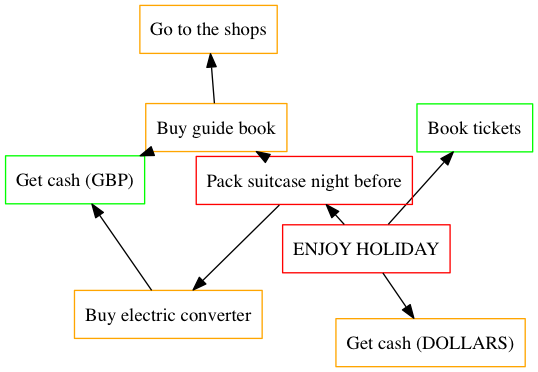 Go to the shops
Buy guide book
Book tickets
Get cash (GBP)
Pack suitcase night before
ENJOY HOLIDAY
Buy electric converter
Get cash (DOLLARS)